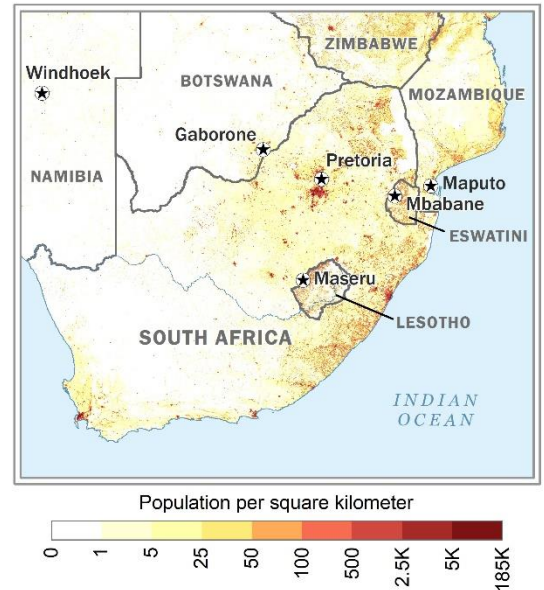 ZIMBABWE
Windhoek
BOTSWANA
MOZAMBIQUE
Gaborone
Pretoria
NAMIBIA
Maputo
Mbabane
ESWATINI
Maseru
LESOTHO
SOUTH AFRICA
INDIAN
OCEAN
Population per square kilometer
0 1 5 25 50 100 500 2.5K 5K 185K